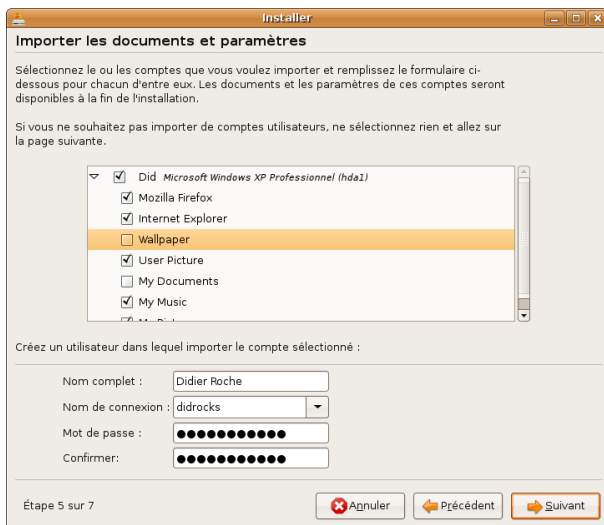 Installer
Importer les documents et paramètres
Sélectionnez le ou les comptes que vous voulez importer et remplissez le formulaire ci-
dessous pour chacun d'entre eux. Les documents et les paramètres de ces comptes seront
disponibles à la fin de l'installation.
Si vous ne souhaitez pas importer de comptes utilisateurs, ne sélectionnez rien et allez sur
la page suivante.
Did Microsoft Windows XP Professionnel (hda1)
Mozilla Firefox
Internet Explorer
Wallpaper
User Picture
My Documents
My Music
Créez un utilisateur dans lequel importer le compte sélectionné :
Nom complet : Didier Roche
Nom de connexion : didrocks
Mot de passe : ●●●●●●●●●●●
Confirmer: ●●●●●●●●●●●
Étape 5 sur 7 Annuler Précédent Suivant